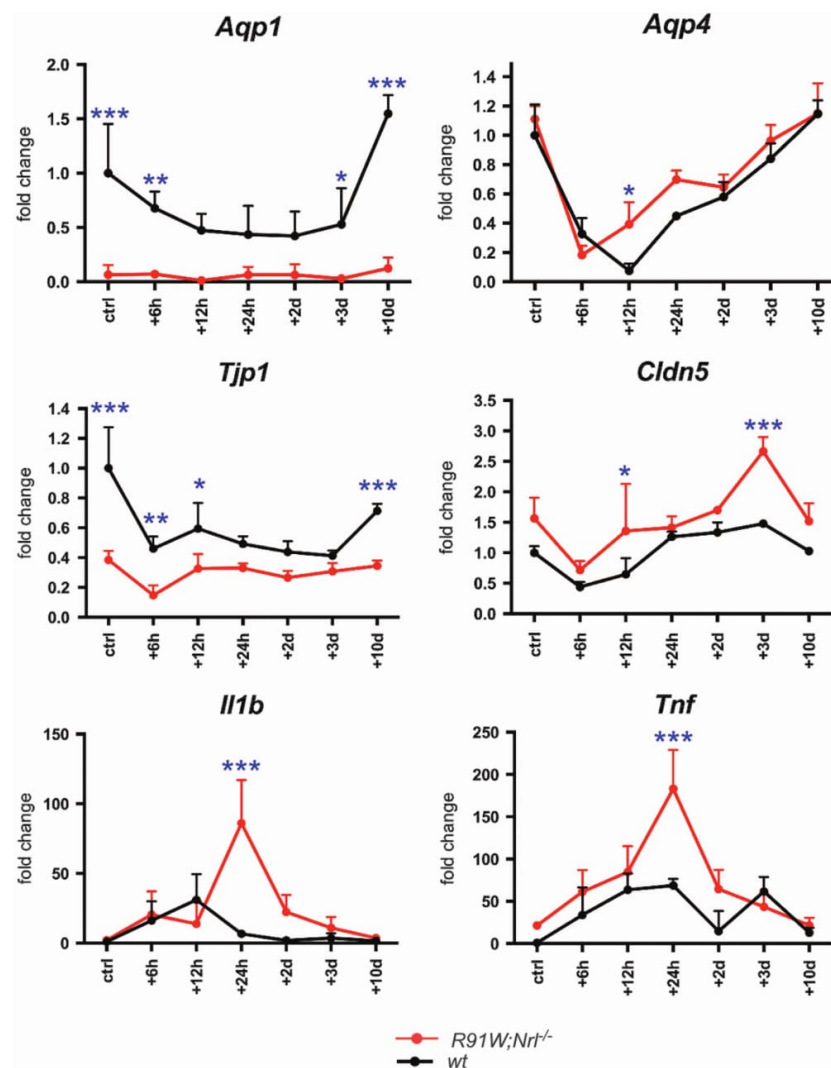 Aqp1
Aqp4
fold change
2.0
1.5
1.0
0.5
0.0
***
**
*
***
ctrl
+6h
+12h
+24h
+2d
+3d
+10d
fold change
1.4
1.2
1.0
0.8
0.6
0.4
0.2
0.0
*
ctrl
+6h
+12h
+24h
+2d
+3d
+10d
Tjp1
Cldn5
fold change
1.4
1.2
1.0
0.8
0.6
0.4
0.2
0.0
***
**
*
***
ctrl
+6h
+12h
+24h
+2d
+3d
+10d
fold change
3.5
3.0
2.5
2.0
1.5
1.0
0.5
0.0
*
***
ctrl
+6h
+12h
+24h
+2d
+3d
+10d
Il1b
Tnf
fold change
150
100
50
0
***
ctrl
+6h
+12h
+24h
+2d
+3d
+10d
fold change
250
200
150
100
50
0
***
ctrl
+6h
+12h
+24h
+2d
+3d
+10d
R91W;Nrl-/-
wt